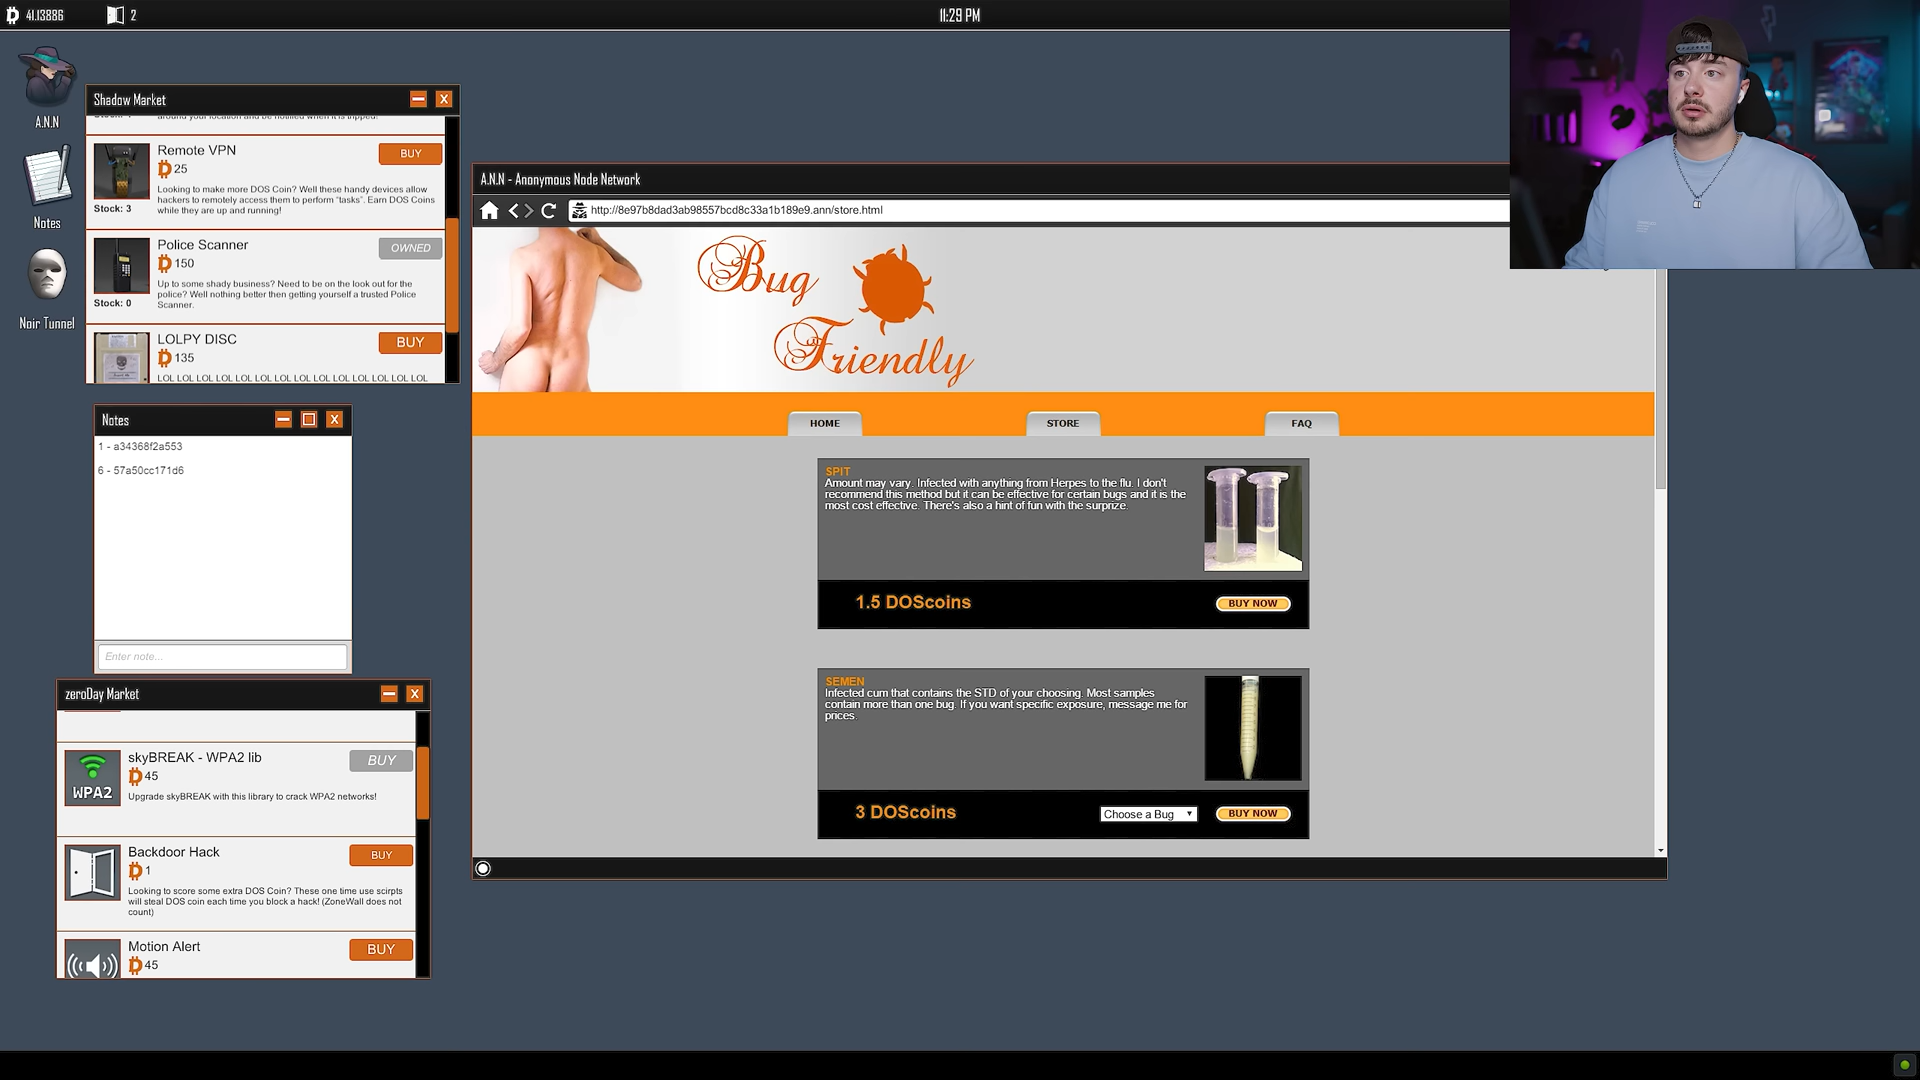 41.13886
2
11:29 PM
A.N.N
Notes
Noir Tunnel
Shadow Market
around your location and be notified when it is tripped!
Remote VPN
25
BUY
Looking to make more DOS Coin? Well these handy devices allow
hackers to remotely access them to perform "tasks". Earn DOS Coins
while they are up and running!
Stock: 3
Police Scanner
150
OWNED
Up to some shady business? Need to be on the look out for the
police? Well nothing better then getting yourself a trusted Police
Scanner.
Stock: 0
LOLPY DISC
135
BUY
LOL LOL LOL LOL LOL LOL LOL LOL LOL LOL LOL LOL LOL LOL
Notes
1 - a34368f2a553
6 - 57a50cc171d6
Enter note...
zeroDay Market
skyBREAK - WPA2 lib
45
BUY
WPA2
Upgrade skyBREAK with this library to crack WPA2 networks!
Backdoor Hack
1
BUY
Looking to score some extra DOS Coin? These one time use scirpts
will steal DOS coin each time you block a hack! (ZoneWall does not
count)
Motion Alert
45
BUY
A.N.N - Anonymous Node Network
http://8e97b8dad3ab98557bcd8c33a1b189e9.ann/store.html
Bug
Friendly
HOME
STORE
FAQ
SPIT
Amount may vary. Infected with anything from Herpes to the flu. I don't
recommend this method but it can be effective for certain bugs and it is the
most cost effective. There's also a hint of fun with the surprize.
1.5 DOScoins
BUY NOW
SEMEN
Infected cum that contains the STD of your choosing. Most samples
contain more than one bug. If you want specific exposure, message me for
prices.
3 DOScoins
Choose a Bug
BUY NOW